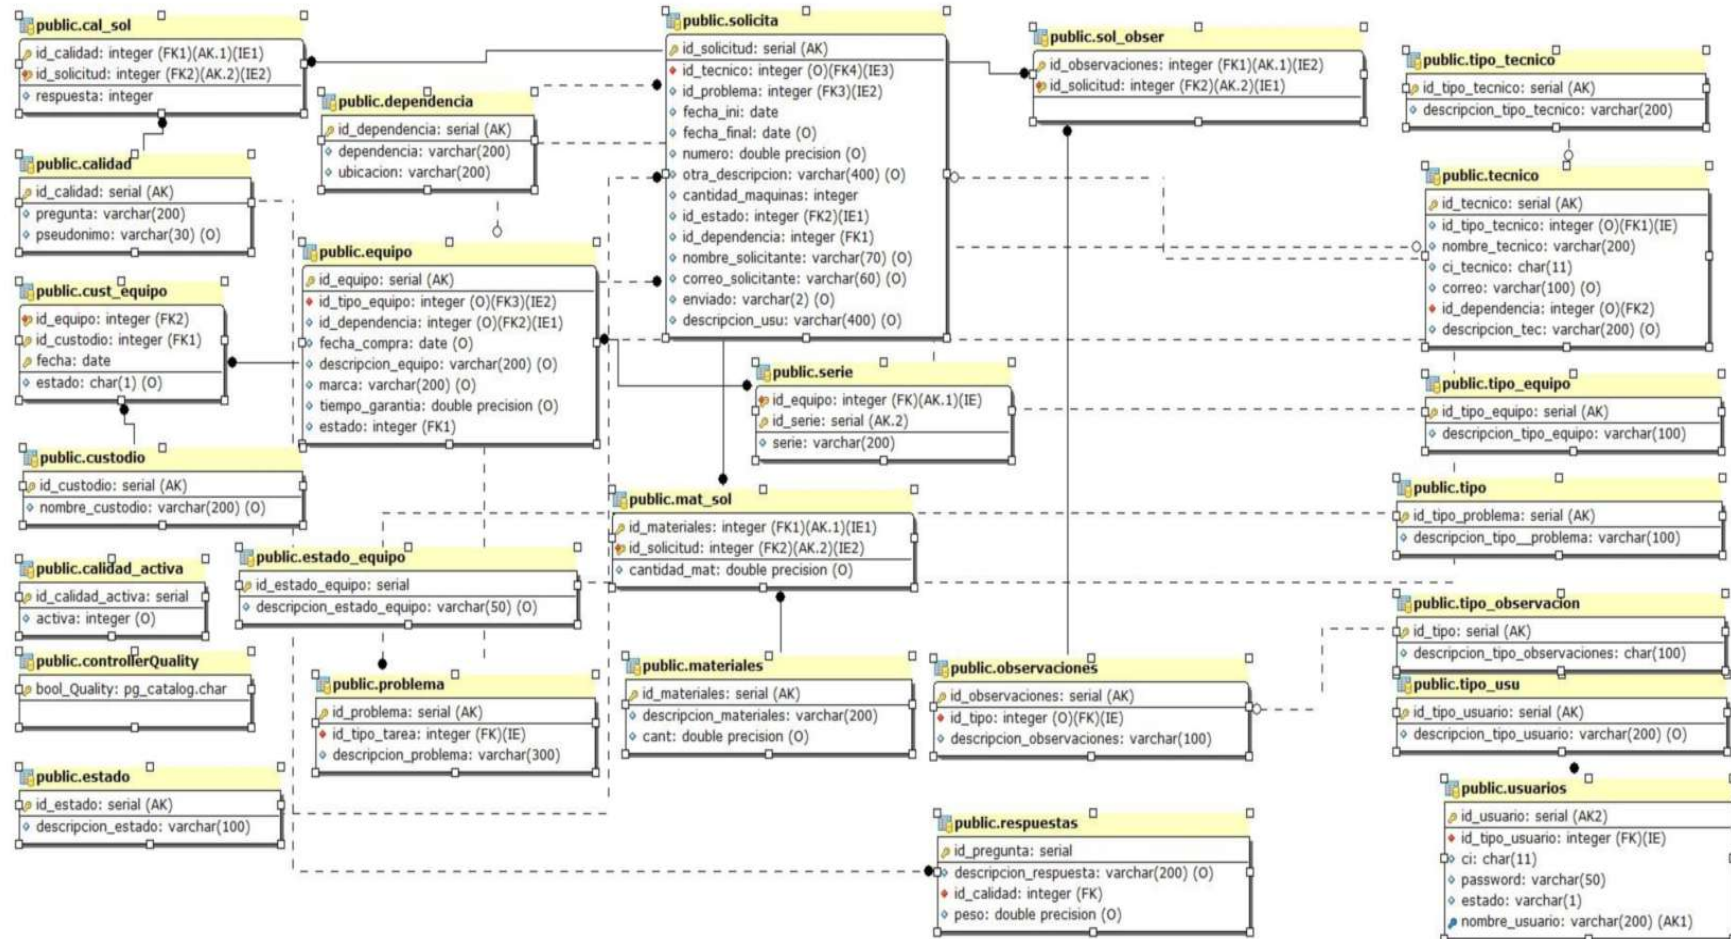 public.cal_sol
id_calidad: integer (FK1)(AK.1)(IE1)
id_solicitud: integer (FK2)(AK.2)(IE2)
respuesta: integer
public.dependencia
id_dependencia: serial (AK)
dependencia: varchar(200)
ubicacion: varchar(200)
public.solicita
id_solicitud: serial (AK)
id_tecnico: integer (O)(FK4)(IE3)
id_problema: integer (FK3)(IE2)
fecha_ini: date
fecha_final: date (O)
numero: double precision (O)
otra_descripcion: varchar(400) (O)
cantidad_maquinas: integer
id_estado: integer (FK2)(IE1)
id_dependencia: integer (FK1)
nombre_solicitante: varchar(70) (O)
correo_solicitante: varchar(60) (O)
enviado: varchar(2) (O)
descripcion_usu: varchar(400) (O)
public.sol_obser
id_observaciones: integer (FK1)(AK.1)(IE2)
id_solicitud: integer (FK2)(AK.2)(IE1)
public.tipo_tecnico
id_tipo_tecnico: serial (AK)
descripcion_tipo_tecnico: varchar(200)
public.calidad
id_calidad: serial (AK)
pregunta: varchar(200)
pseudonimo: varchar(30) (O)
public.tecnico
id_tecnico: serial (AK)
id_tipo_tecnico: integer (O)(FK1)(IE)
nombre_tecnico: varchar(200)
ci_tecnico: char(11)
correo: varchar(100) (O)
id_dependencia: integer (O)(FK2)
descripcion_tec: varchar(200) (O)
public.equipo
id_equipo: serial (AK)
id_tipo_equipo: integer (O)(FK3)(IE2)
id_dependencia: integer (O)(FK2)(IE1)
fecha_compra: date (O)
descripcion_equipo: varchar(200) (O)
marca: varchar(200) (O)
tiempo_garantia: double precision (O)
estado: integer (FK1)
public.cust_equipo
id_equipo: integer (FK2)
id_custodio: integer (FK1)
fecha: date
estado: char(1) (O)
public.serie
id_equipo: integer (FK)(AK.1)(IE)
id_serie: serial (AK.2)
serie: varchar(200)
public.tipo_equipo
id_tipo_equipo: serial (AK)
descripcion_tipo_equipo: varchar(100)
public.custodio
id_custodio: serial (AK)
nombre_custodio: varchar(200) (O)
public.mat_sol
id_materiales: integer (FK1)(AK.1)(IE1)
id_solicitud: integer (FK2)(AK.2)(IE2)
cantidad_mat: double precision (O)
public.tipo
id_tipo_problema: serial (AK)
descripcion_tipo__problema: varchar(100)
public.calidad_activa
id_calidad_activa: serial
activa: integer (O)
public.estado_equipo
id_estado_equipo: serial
descripcion_estado_equipo: varchar(50) (O)
public.tipo_observacion
id_tipo: serial (AK)
descripcion_tipo_observaciones: char(100)
public.controllerQuality
bool_Quality: pg_catalog.char
public.problema
id_problema: serial (AK)
id_tipo_tarea: integer (FK)(IE)
descripcion_problema: varchar(300)
public.materiales
id_materiales: serial (AK)
descripcion_materiales: varchar(200)
cant: double precision (O)
public.observaciones
id_observaciones: serial (AK)
id_tipo: integer (O)(FK)(IE)
descripcion_observaciones: varchar(100)
public.tipo_usu
id_tipo_usuario: serial (AK)
descripcion_tipo_usuario: varchar(200) (O)
public.estado
id_estado: serial (AK)
descripcion_estado: varchar(100)
public.respuestas
id_pregunta: serial
descripcion_respuesta: varchar(200) (O)
id_calidad: integer (FK)
peso: double precision (O)
public.usuarios
id_usuario: serial (AK2)
id_tipo_usuario: integer (FK)(IE)
ci: char(11)
password: varchar(50)
estado: varchar(1)
nombre_usuario: varchar(200) (AK1)